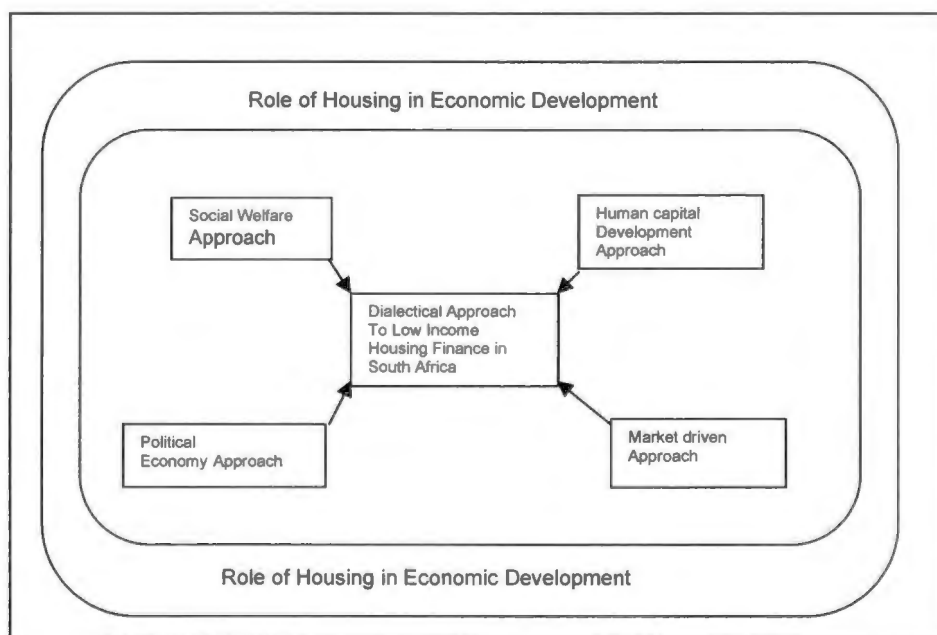 Role of Housing in Economic Development
Social Welfare
Approach
Human capital
Development
Approach
Dialectical Approach
To Low Income
Housing Finance in
South Africa
Political
Economy Approach
Market driven
Approach
Role of Housing in Economic Development